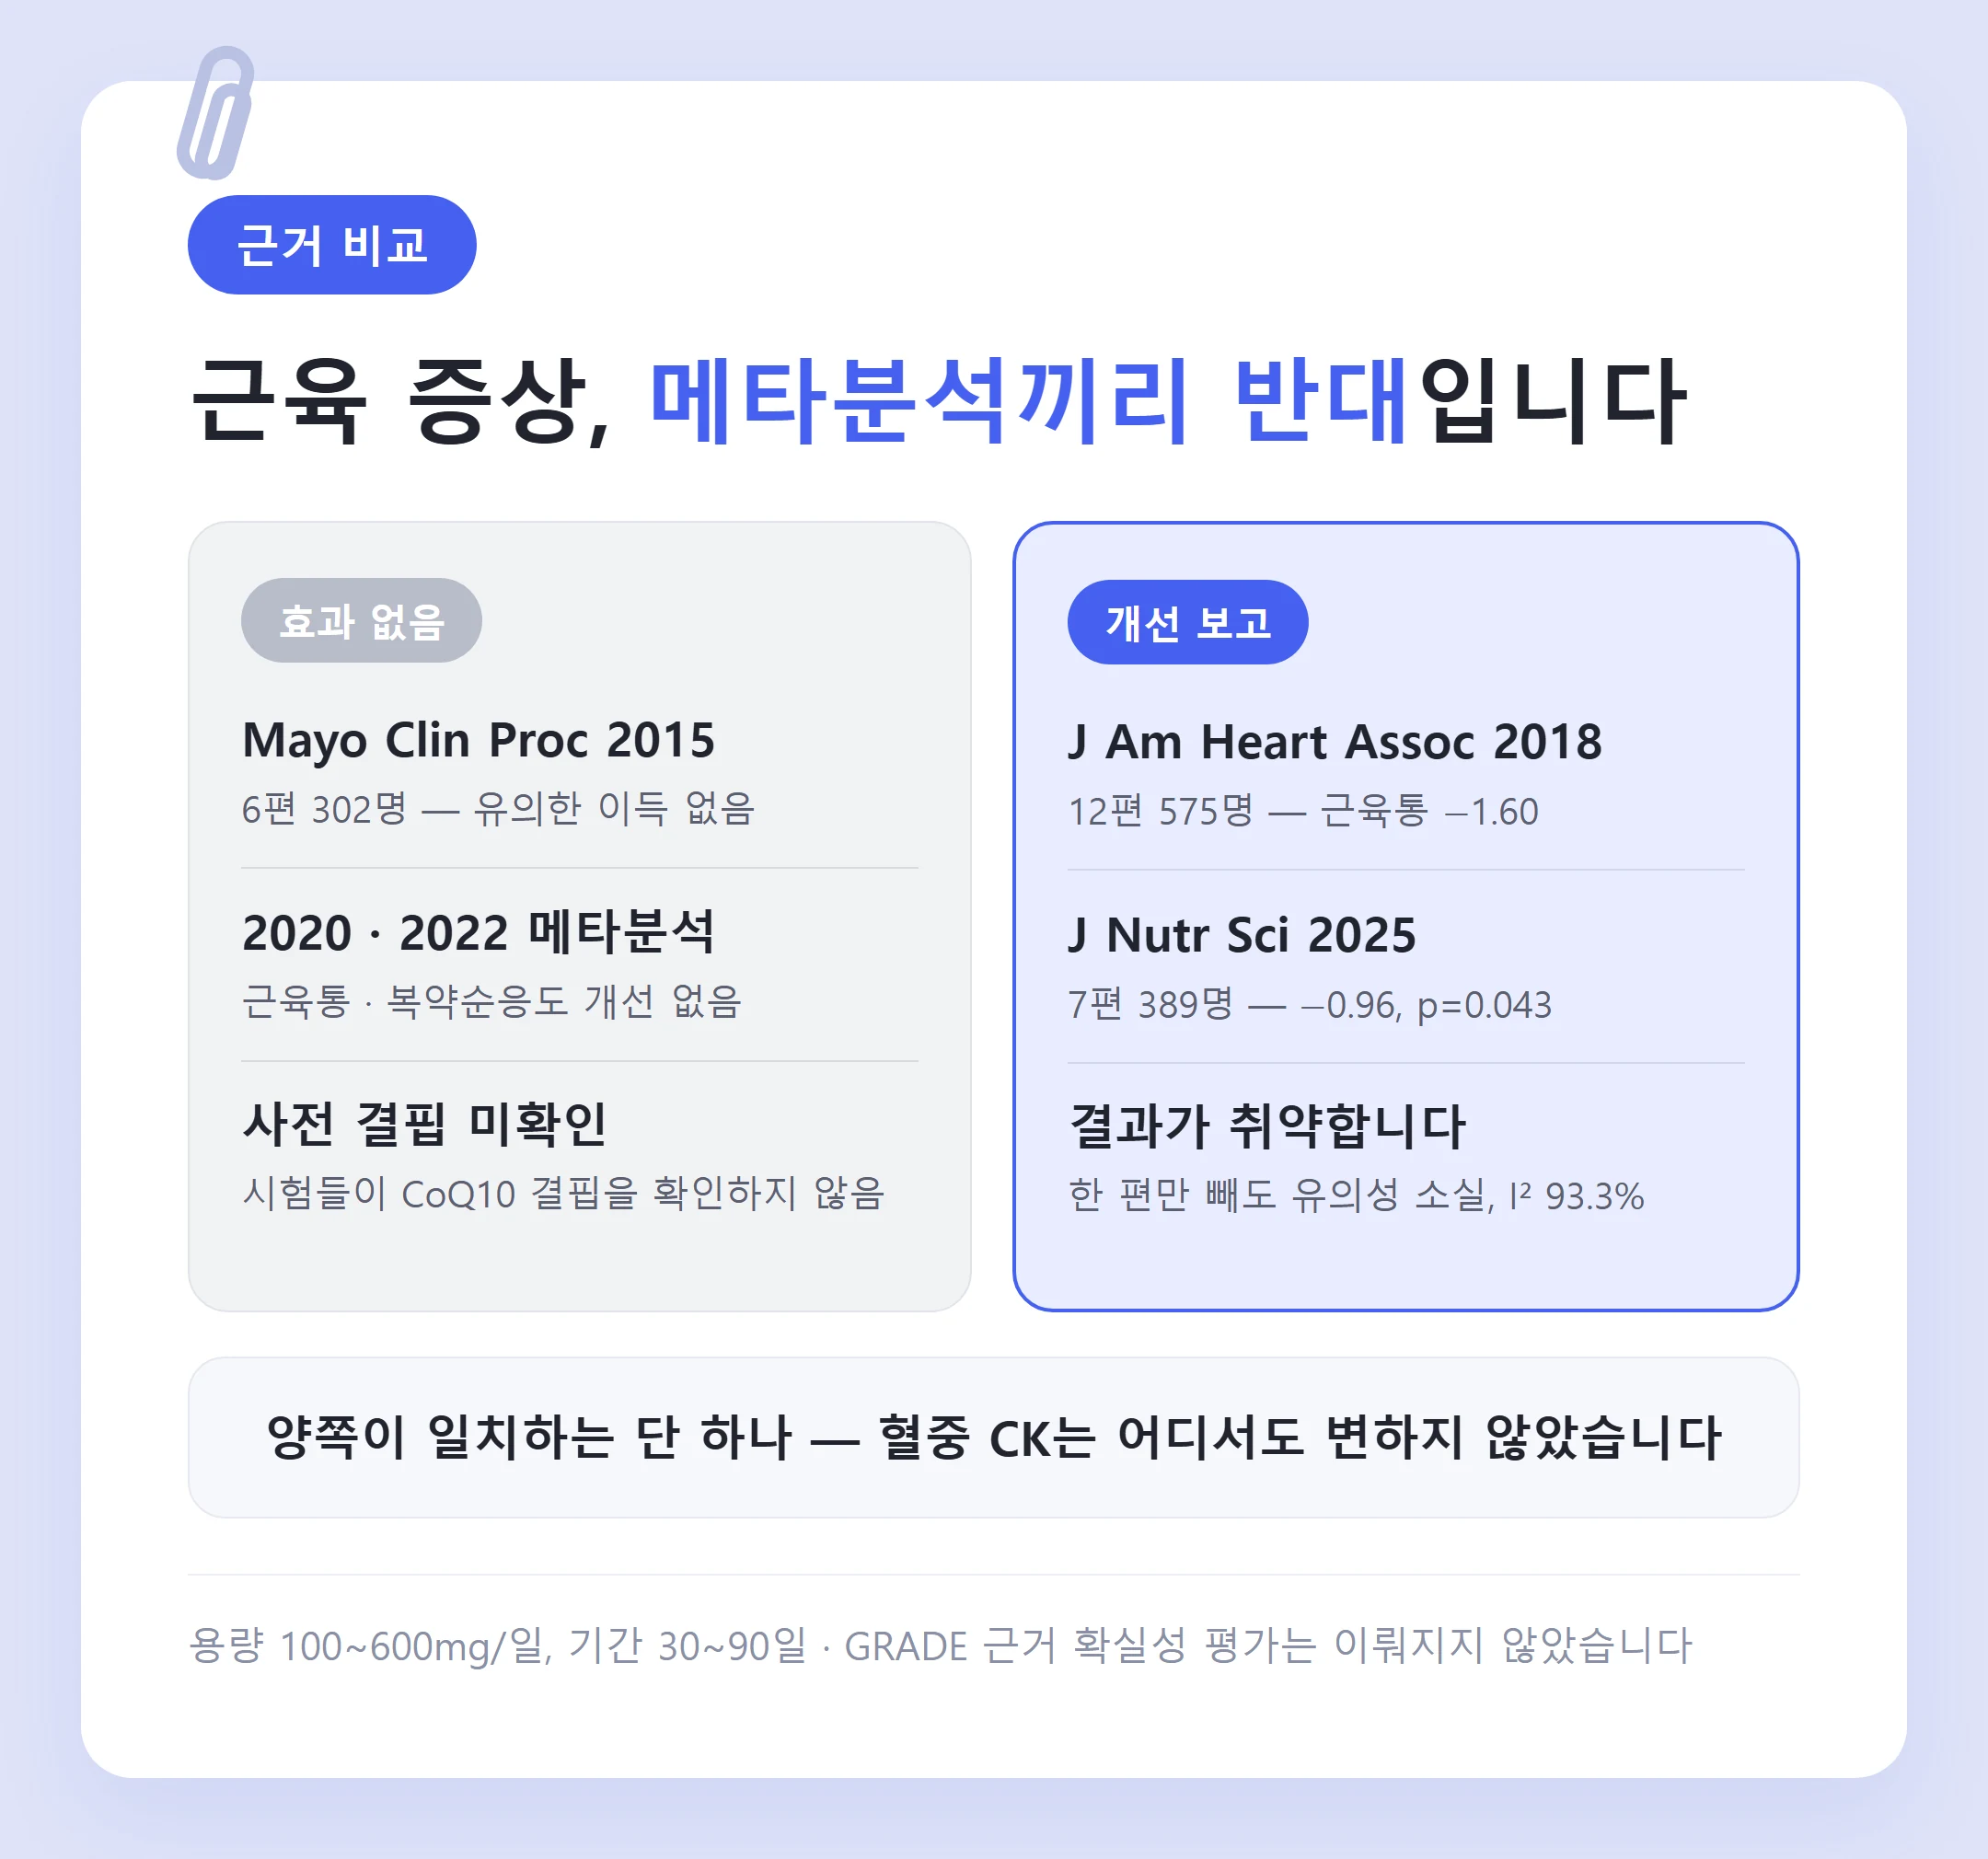 근거 비교
근육 증상, 메타분석끼리 반대입니다
효과 없음
Mayo Clin Proc 2015
6편 302명 — 유의한 이득 없음
2020 · 2022 메타분석
근육통 · 복약순응도 개선 없음
사전 결핍 미확인
시험들이 CoQ10 결핍을 확인하지 않음
개선 보고
J Am Heart Assoc 2018
12편 575명 — 근육통 −1.60
J Nutr Sci 2025
7편 389명 — −0.96, p=0.043
결과가 취약합니다
한 편만 빼도 유의성 소실, I² 93.3%
양쪽이 일치하는 단 하나 — 혈중 CK는 어디서도 변하지 않았습니다
용량 100~600mg/일, 기간 30~90일 · GRADE 근거 확실성 평가는 이뤄지지 않았습니다